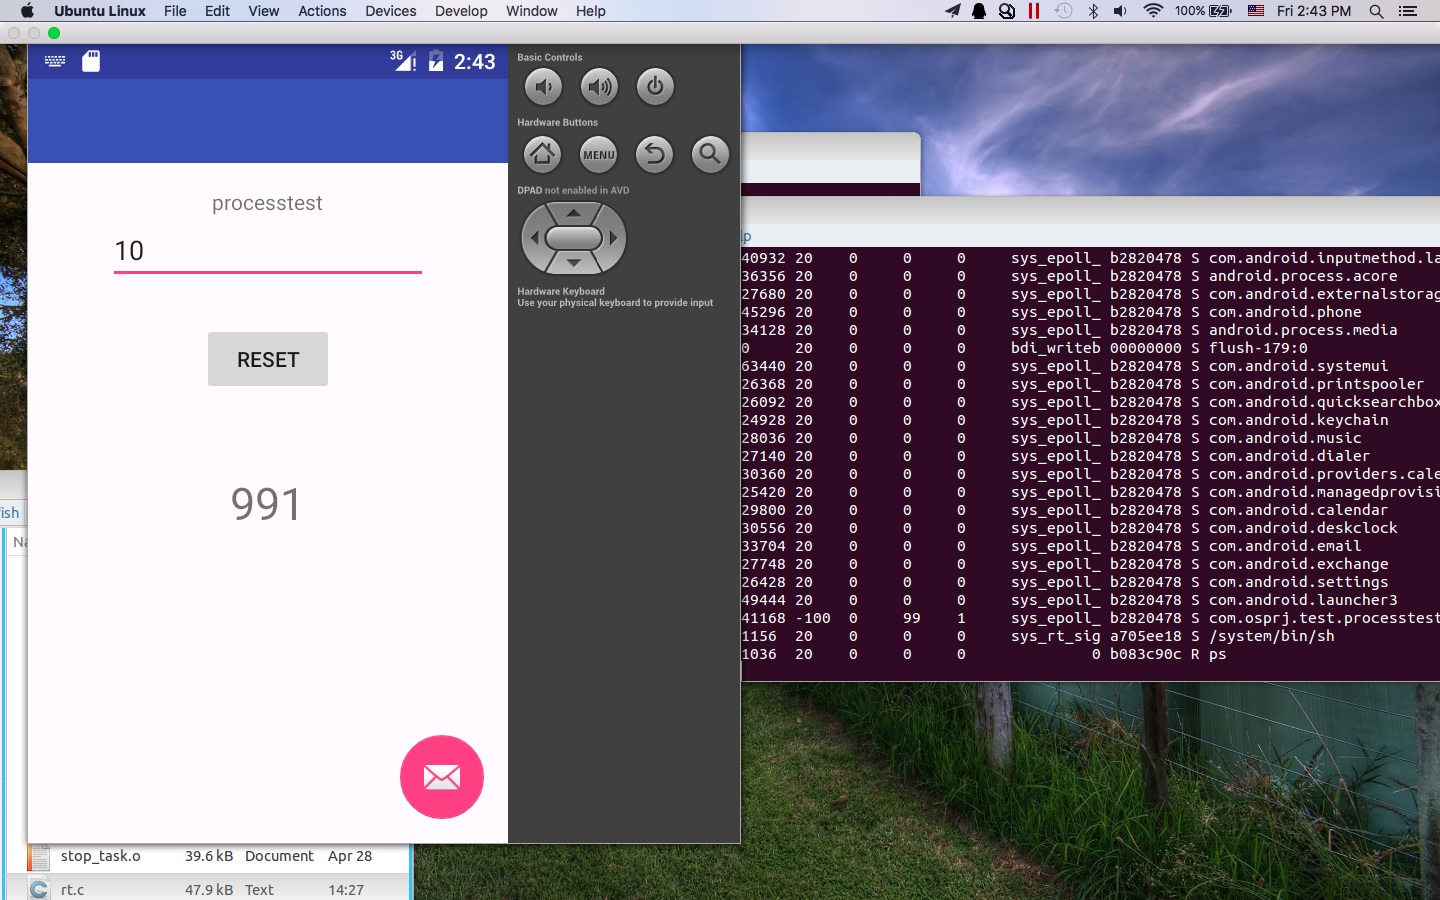 Ubuntu Linux File Edit View Actions Devices Develop Window Help 100% Fri 2:43 PM
3G 2:43
processtest
10
RESET
991
Basic Controls
Hardware Buttons
MENU
DPAD not enabled in AVD
Hardware Keyboard
Use your physical keyboard to provide input
lp
40932 20 0 0 0 sys_epoll_ b2820478 S com.android.inputmethod.la
36356 20 0 0 0 sys_epoll_ b2820478 S android.process.acore
27680 20 0 0 0 sys_epoll_ b2820478 S com.android.externalstorag
45296 20 0 0 0 sys_epoll_ b2820478 S com.android.phone
34128 20 0 0 0 sys_epoll_ b2820478 S android.process.media
0 20 0 0 0 bdi_writeb 00000000 S flush-179:0
63440 20 0 0 0 sys_epoll_ b2820478 S com.android.systemui
26368 20 0 0 0 sys_epoll_ b2820478 S com.android.printspooler
26092 20 0 0 0 sys_epoll_ b2820478 S com.android.quicksearchbox
24928 20 0 0 0 sys_epoll_ b2820478 S com.android.keychain
28036 20 0 0 0 sys_epoll_ b2820478 S com.android.music
27140 20 0 0 0 sys_epoll_ b2820478 S com.android.dialer
30360 20 0 0 0 sys_epoll_ b2820478 S com.android.providers.cale
25420 20 0 0 0 sys_epoll_ b2820478 S com.android.managedprovisi
29800 20 0 0 0 sys_epoll_ b2820478 S com.android.calendar
30556 20 0 0 0 sys_epoll_ b2820478 S com.android.deskclock
33704 20 0 0 0 sys_epoll_ b2820478 S com.android.email
27748 20 0 0 0 sys_epoll_ b2820478 S com.android.exchange
26428 20 0 0 0 sys_epoll_ b2820478 S com.android.settings
49444 20 0 0 0 sys_epoll_ b2820478 S com.android.launcher3
41168 -100 0 99 1 sys_epoll_ b2820478 S com.osprj.test.processtest
1156 20 0 0 0 sys_rt_sig a705ee18 S /system/bin/sh
1036 20 0 0 0 0 b083c90c R ps
ish
Na
stop_task.o 39.6 kB Document Apr 28
rt.c 47.9 kB Text 14:27